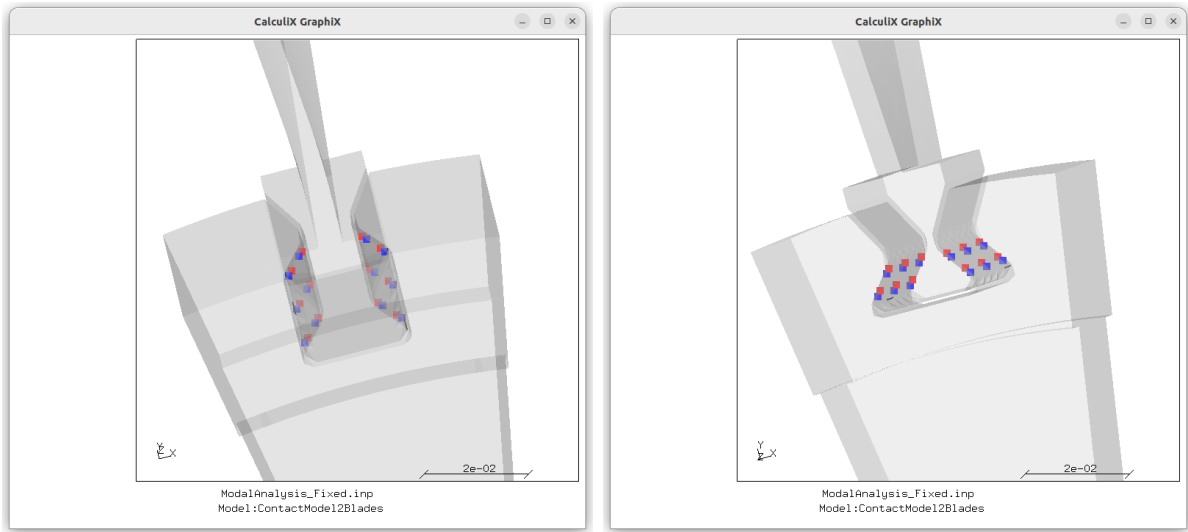 CalculiX GraphiX
Y
Z
X
2e-02
ModalAnalysis_Fixed.inp
Model:ContactModel2Blades
CalculiX GraphiX
Y
Z
X
2e-02
ModalAnalysis_Fixed.inp
Model:ContactModel2Blades